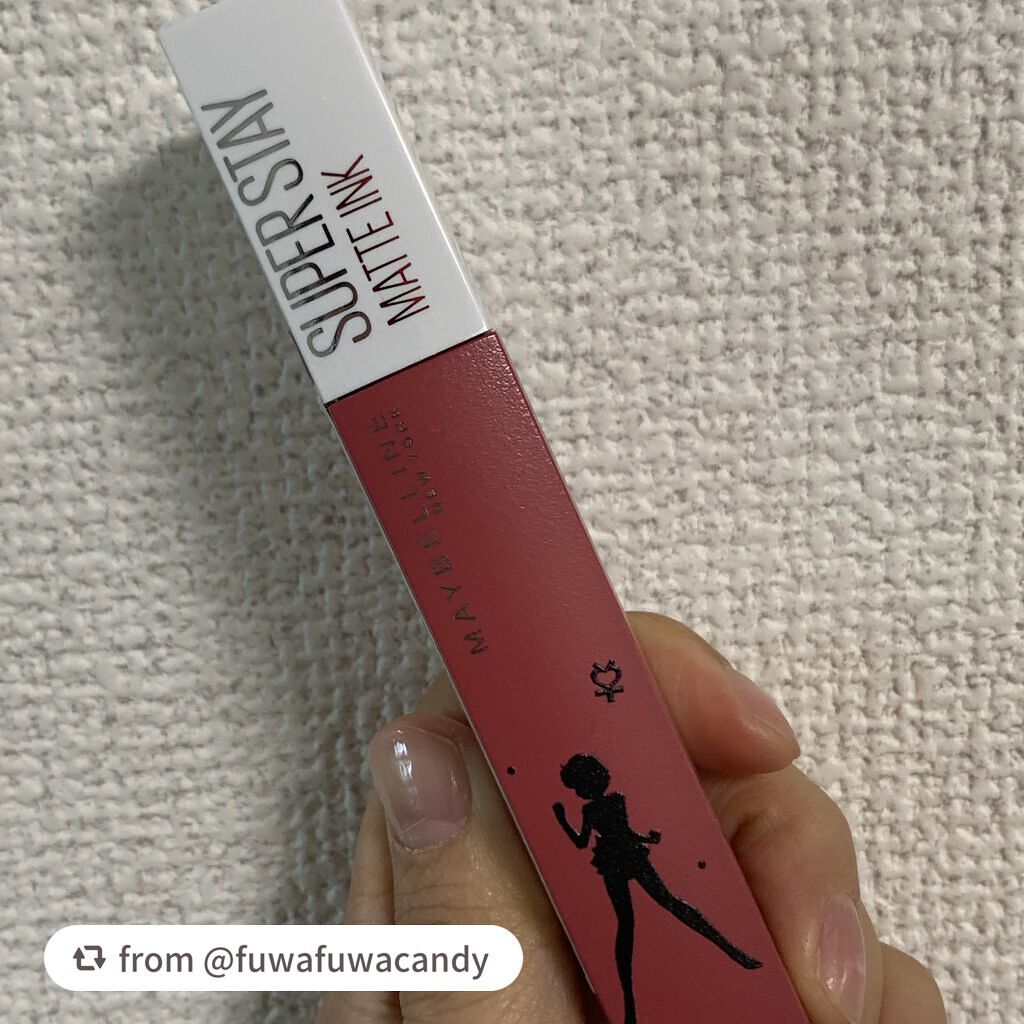 SUPER STAY
MATTE INK
MAYBELLINE
NEW YORK
from @fuwafuwacandy